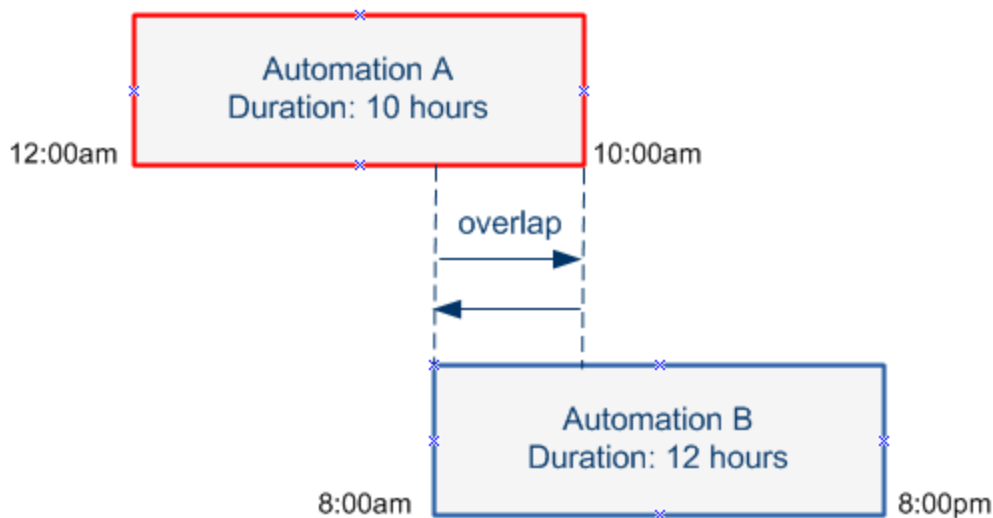 Automation A
Duration: 10 hours
12:00am
10:00am
overlap
Automation B
Duration: 12 hours
8:00am
8:00pm